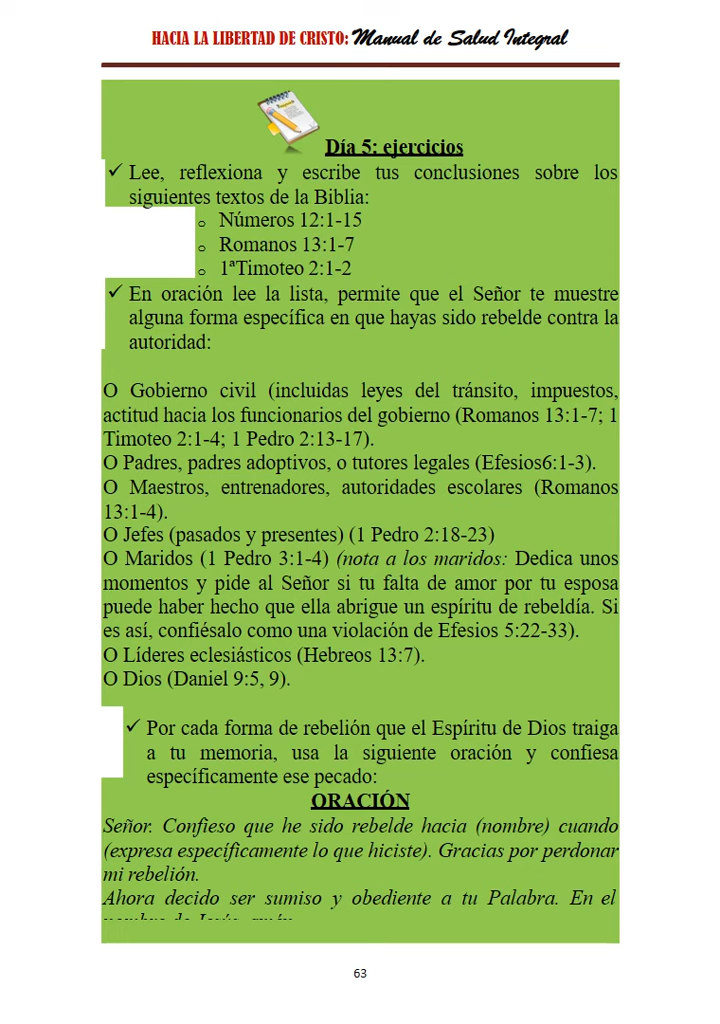 HACIA LA LIBERTAD DE CRISTO: Manual de Salud Integral
Día 5: ejercicios
✓ Lee, reflexiona y escribe tus conclusiones sobre los
siguientes textos de la Biblia:
o Números 12:1-15
o Romanos 13:1-7
o 1ªTimoteo 2:1-2
✓ En oración lee la lista, permite que el Señor te muestre
alguna forma específica en que hayas sido rebelde contra la
autoridad:
O Gobierno civil (incluidas leyes del tránsito, impuestos,
actitud hacia los funcionarios del gobierno (Romanos 13:1-7; 1
Timoteo 2:1-4; 1 Pedro 2:13-17).
O Padres, padres adoptivos, o tutores legales (Efesios6:1-3).
O Maestros, entrenadores, autoridades escolares (Romanos
13:1-4).
O Jefes (pasados y presentes) (1 Pedro 2:18-23)
O Maridos (1 Pedro 3:1-4) (nota a los maridos: Dedica unos
momentos y pide al Señor si tu falta de amor por tu esposa
puede haber hecho que ella abrigue un espíritu de rebeldía. Si
es así, confiésalo como una violación de Efesios 5:22-33).
O Líderes eclesiásticos (Hebreos 13:7).
O Dios (Daniel 9:5, 9).
✓ Por cada forma de rebelión que el Espíritu de Dios traiga
a tu memoria, usa la siguiente oración y confiesa
específicamente ese pecado:
ORACIÓN
Señor. Confieso que he sido rebelde hacia (nombre) cuando
(expresa específicamente lo que hiciste). Gracias por perdonar
mi rebelión.
Ahora decido ser sumiso y obediente a tu Palabra. En el
nombre de Jesús, amén.
63